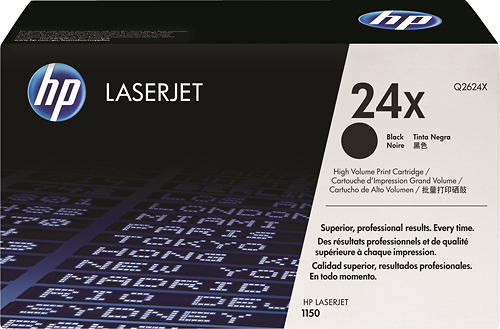 hp
hp
LASERJET
24x
Q2624X
Black Tinta Negra
Noire 黑色
High Volume Print Cartridge /
Cartouche d'Impression Grand Volume /
Cartucho de Alto Volumen / 批量打印硒鼓
Superior, professional results. Every time.
Des résultats professionnels et de qualité
supérieure à chaque impression.
Calidad superior, resultados profesionales.
En todo momento.
HP LASERJET
1150